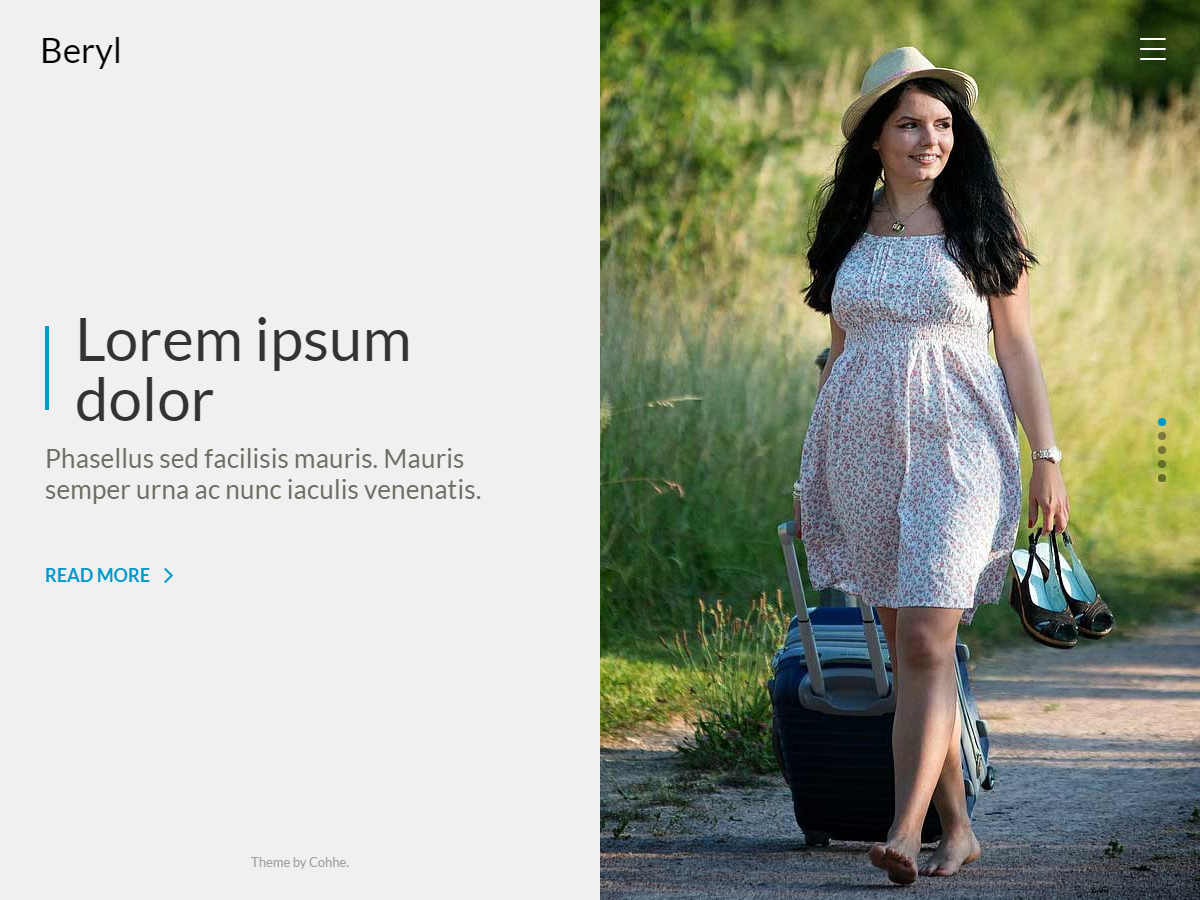 Beryl
Lorem ipsum
dolor
Phasellus sed facilisis mauris. Mauris
semper urna ac nunc iaculis venenatis.
READ MORE
Theme by Cohhe.